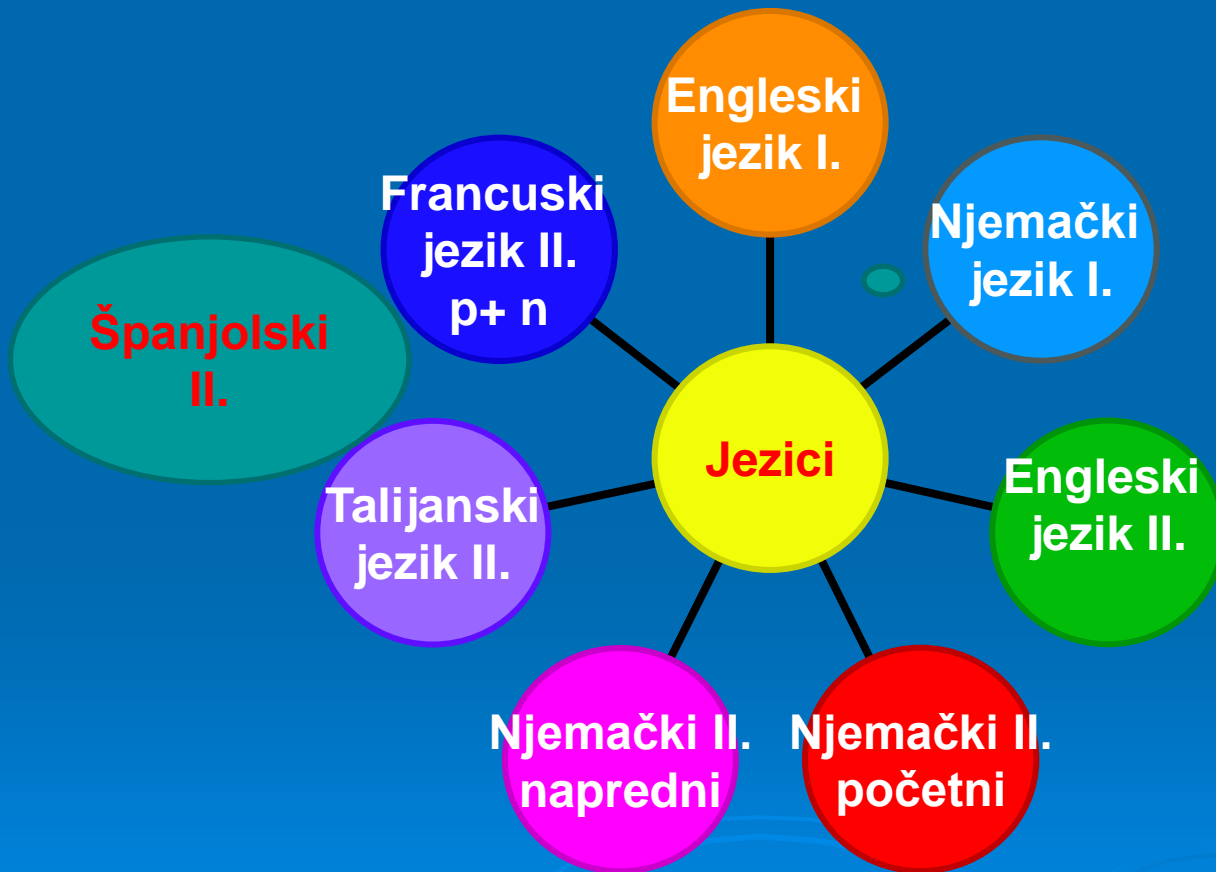 Engleski
jezik I.
Njemački
jezik I.
Engleski
jezik II.
Njemački II.
početni
Njemački II.
napredni
Talijanski
jezik II.
Francuski
jezik II.
p+ n
Španjolski
II.
Jezici